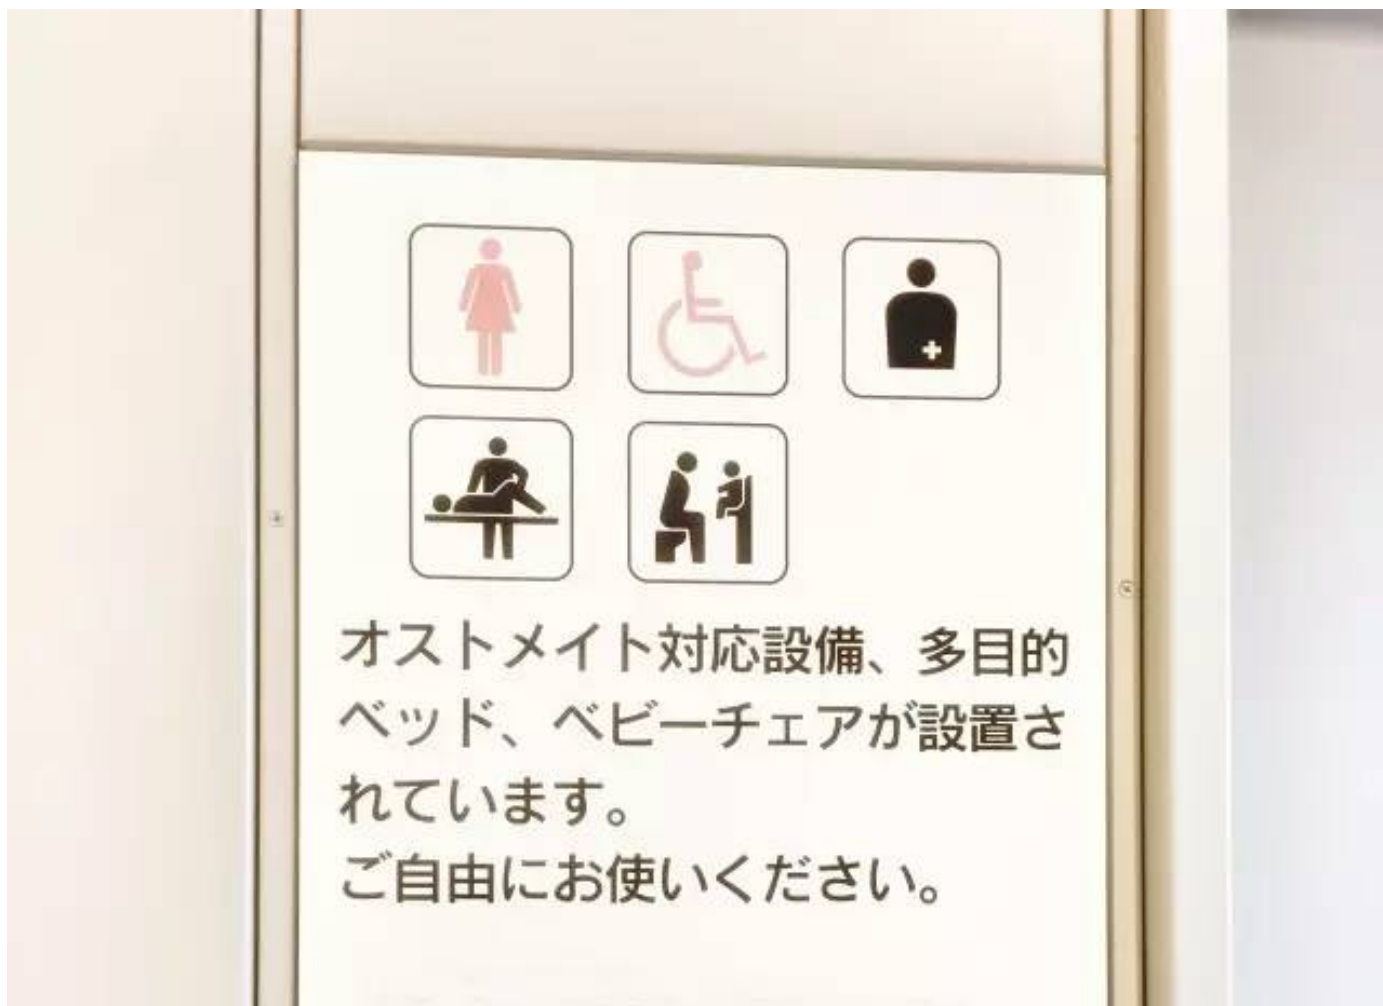 オストメイト対応設備、多目的
ベッド、ベビーチェアが設置さ
れています。
ご自由にお使いください。